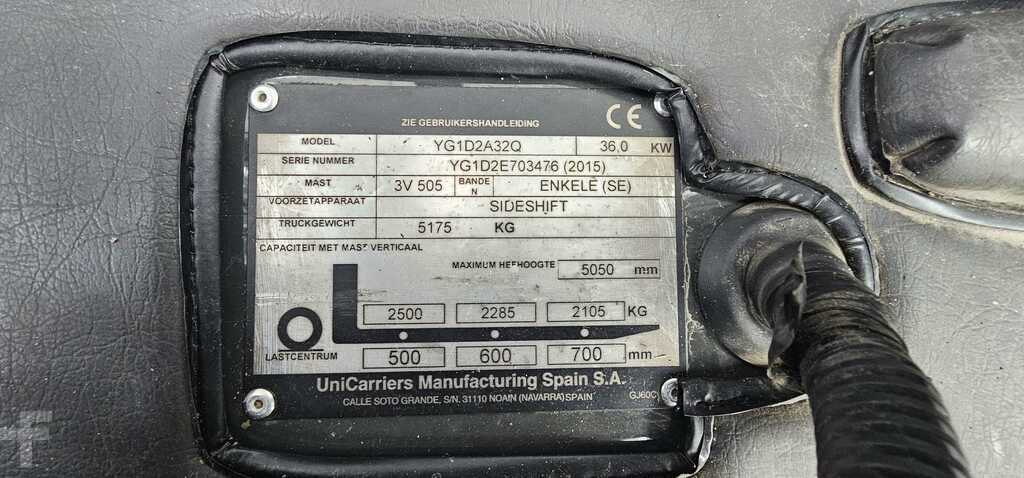 ZIE GEBRUIKERSHANDLEIDING CE
MODEL YG1D2A32Q 36,0 KW
SERIE NUMMER YG1D2E703476 (2015)
MAST 3V 505 BANDEN ENKELE (SE)
VOORZETAPPARAAT SIDESHIFT
TRUCKGEWICHT 5175 KG
CAPACITEIT MET MAST VERTICAAL
MAXIMUM HEFHOOGTE 5050 mm
2500 2285 2105 KG
LASTCENTRUM 500 600 700 mm
UniCarriers Manufacturing Spain S.A.
CALLE SOTO GRANDE, S/N. 31110 NOAIN (NAVARRA) SPAIN GJ60C